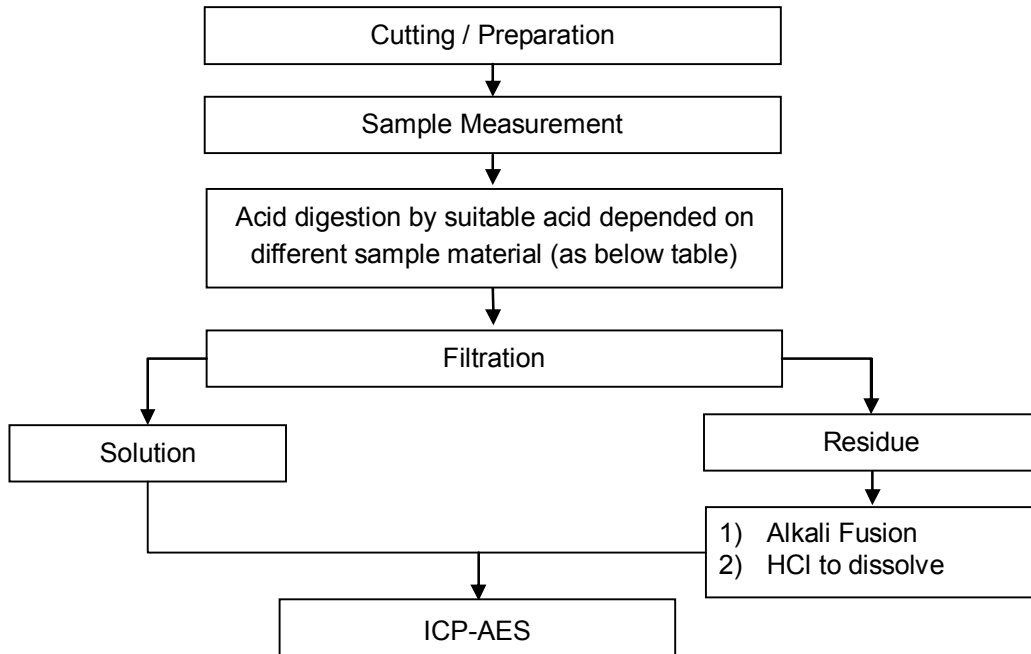 Cutting / Preparation
Sample Measurement
Acid digestion by suitable acid depended on
different sample material (as below table)
Filtration
Solution
Residue
1) Alkali Fusion
2) HCl to dissolve
ICP-AES